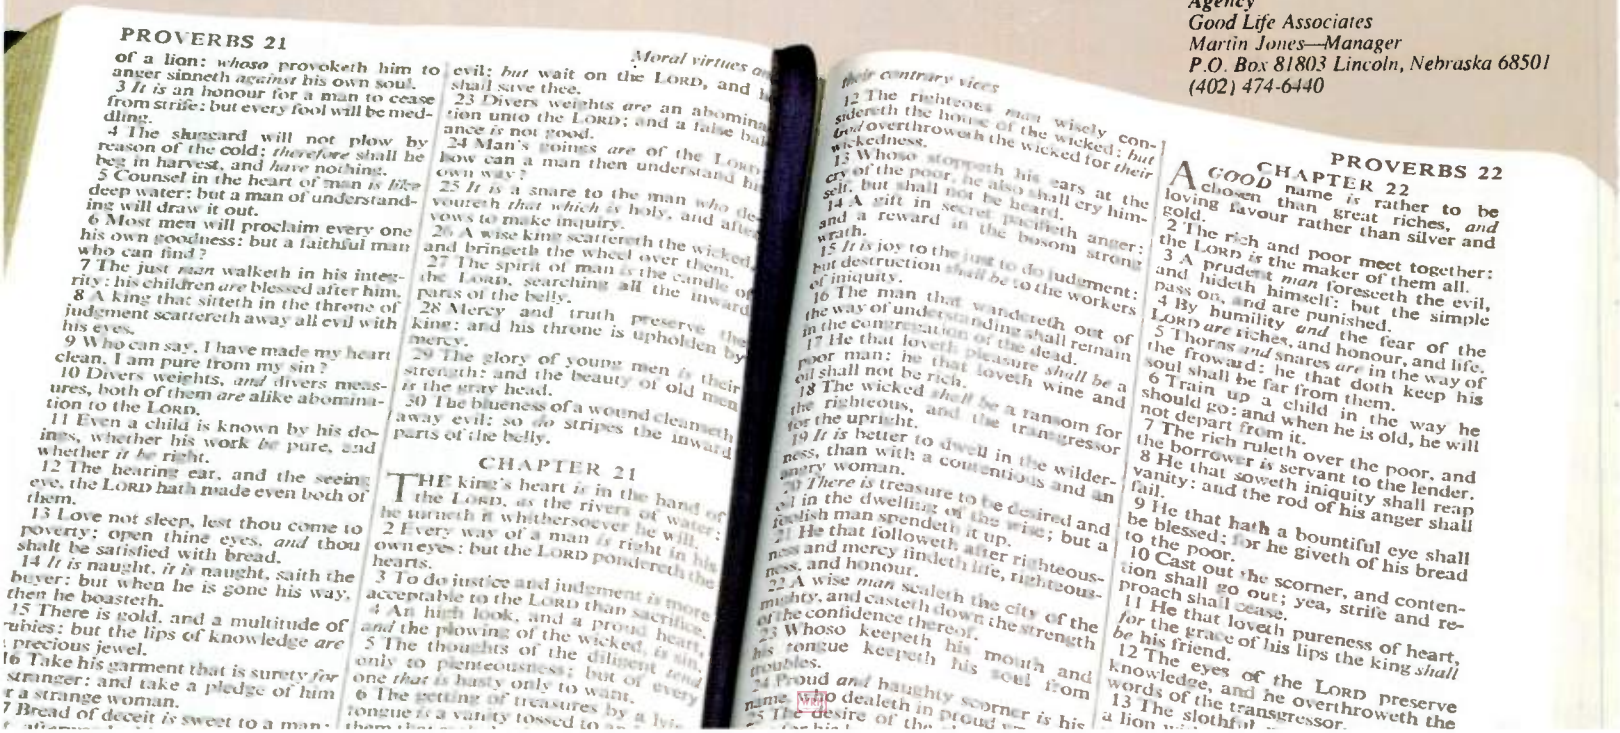 Agency
Good Life Associates
Martin Jones—Manager
P.O. Box 81803 Lincoln, Nebraska 68501
(402) 474-6440
PROVERBS 21
of a lion: whoso provoketh him to
anger sinneth against his own soul.
3 It is an honour for a man to cease
from strife: but every fool will be med-
dling.
4 The sluggard will not plow by
reason of the cold; therefore shall he
beg in harvest, and have nothing.
5 Counsel in the heart of man is like
deep water: but a man of understand-
ing will draw it out.
6 Most men will proclaim every one
his own goodness: but a faithful man
who can find?
7 The just man walketh in his integ-
rity: his children are blessed after him.
8 A king that sitteth in the throne of
judgment scattereth away all evil with
his eyes.
9 Who can say, I have made my heart
clean, I am pure from my sin?
10 Divers weights, and divers meas-
ures, both of them are alike abomina-
tion to the LORD.
11 Even a child is known by his do-
ings, whether his work be pure, and
whether it be right.
12 The hearing ear, and the seeing
eye, the LORD hath made even both of
them.
13 Love not sleep, lest thou come to
poverty; open thine eyes, and thou
shalt be satisfied with bread.
14 It is naught, it is naught, saith the
buyer: but when he is gone his way,
then he boasteth.
15 There is gold, and a multitude of
rubies: but the lips of knowledge are
precious jewel.
16 Take his garment that is surety for
stranger: and take a pledge of him
r a strange woman.
7 Bread of deceit is sweet to a man;
Moral virtues
evil; but wait on the LORD, and
shall save thee.
23 Divers weights are an abomina
tion unto the LORD; and a false bal
ance is not good.
24 Man's goings are of the LORD
how can a man then understand his
own way?
25 It is a snare to the man who de-
voureth that which is holy, and after
vows to make inquiry.
26 A wise king scattereth the wicked,
and bringeth the wheel over them.
27 The spirit of man is the candle of
the LORD, searching all the inward
parts of the belly.
28 Mercy and truth preserve the
king: and his throne is upholden by
mercy.
29 The glory of young men is their
strength: and the beauty of old men
is the gray head.
30 The blueness of a wound cleanseth
away evil: so do stripes the inward
parts of the belly.
CHAPTER 21
THE king's heart is in the hand of
the LORD, as the rivers of water:
he turneth it whithersoever he will.
2 Every way of a man is right in his
own eyes: but the LORD pondereth the
hearts.
3 To do justice and judgment is more
acceptable to the LORD than sacrifice.
4 An high look, and a proud heart,
and the plowing of the wicked, is sin.
5 The thoughts of the diligent tend
only to plenteousness; but of every
one that is hasty only to want.
6 The getting of treasures by a lyin
tongue is a vanity tossed to
their contrary vices
12 The righteous man wisely con-
sidereth the house of the wicked: but
God overthroweth the wicked for their
wickedness.
13 Whoso stoppeth his ears at the
cry of the poor, he also shall cry him-
self, but shall not be heard.
14 A gift in secret pacifieth anger:
and a reward in the bosom strong
wrath.
15 It is joy to the just to do judgment:
but destruction shall be to the workers
of iniquity.
16 The man that wandereth out of
the way of understanding shall remain
in the congregation of the dead.
17 He that loveth pleasure shall be a
poor man: he that loveth wine and
oil shall not be rich.
18 The wicked shall be a ransom for
the righteous, and the transgressor
for the upright.
19 It is better to dwell in the wilder-
ness, than with a contentious and an
angry woman.
20 There is treasure to be desired and
oil in the dwelling of the wise; but a
foolish man spendeth it up.
21 He that followeth after righteous-
ness and mercy findeth life, righteous-
ness, and honour.
22 A wise man scaleth the city of the
mighty, and casteth down the strength
of the confidence thereof.
23 Whoso keepeth his mouth and
his tongue keepeth his soul from
troubles.
24 Proud and haughty scorner is his
name, who dealeth in proud
25 The desire of the
PROVERBS 22
CHAPTER 22
A GOOD name is rather to be
chosen than great riches, and
loving favour rather than silver and
gold.
2 The rich and poor meet together:
the LORD is the maker of them all.
3 A prudent man foreseeth the evil,
and hideth himself: but the simple
pass on, and are punished.
4 By humility and the fear of the
LORD are riches, and honour, and life.
5 Thorns and snares are in the way of
the froward: he that doth keep his
soul shall be far from them.
6 Train up a child in the way he
should go: and when he is old, he will
not depart from it.
7 The rich ruleth over the poor, and
the borrower is servant to the lender.
8 He that soweth iniquity shall reap
vanity: and the rod of his anger shall
fail.
9 He that hath a bountiful eye shall
be blessed; for he giveth of his bread
to the poor.
10 Cast out the scorner, and conten-
tion shall go out; yea, strife and re-
proach shall cease.
11 He that loveth pureness of heart,
for the grace of his lips the king shall
be his friend.
12 The eyes of the LORD preserve
knowledge, and he overthroweth the
words of the transgressor.
13 The slothful
a lion